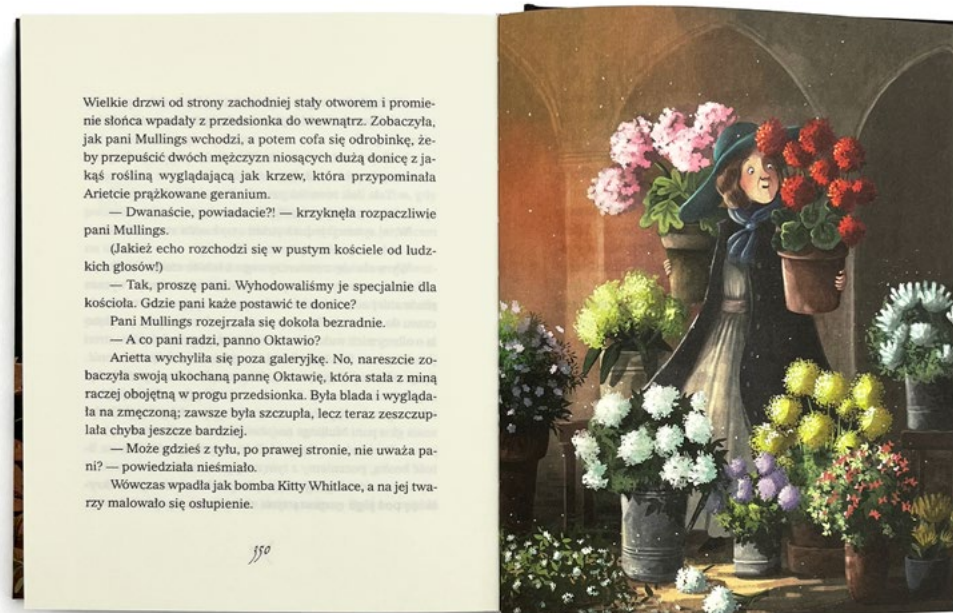 Wielkie drzwi od strony zachodniej stały otworem i promie-
nie słońca wpadały z przedsionka do wewnątrz. Zobaczyła,
jak pani Mullings wchodzi, a potem cofa się odrobinkę, że-
by przepuścić dwóch mężczyzn niosących dużą donicę z ja-
kąś rośliną wyglądającą jak krzew, która przypominała
Arietcie prążkowane geranium.
— Dwanaście, powiadacie?! — krzyknęła rozpaczliwie
pani Mullings.
(Jakież echo rozchodzi się w pustym kościele od ludz-
kich głosów!)
— Tak, proszę pani. Wyhodowaliśmy je specjalnie dla
kościoła. Gdzie pani każe postawić te donice?
Pani Mullings rozejrzała się dokoła bezradnie.
— A co pani radzi, panno Oktawio?
Arietta wychyliła się poza galeryjkę. No, nareszcie zo-
baczyła swoją ukochaną pannę Oktawię, która stała z miną
raczej obojętną w progu przedsionka. Była blada i wygląda-
ła na zmęczoną; zawsze była szczupła, lecz teraz zeszczup-
lała chyba jeszcze bardziej.
— Może gdzieś z tyłu, po prawej stronie, nie uważa pa-
ni? — powiedziała nieśmiało.
Wówczas wpadła jak bomba Kitty Whitlace, a na jej twa-
rzy malowało się osłupienie.
350